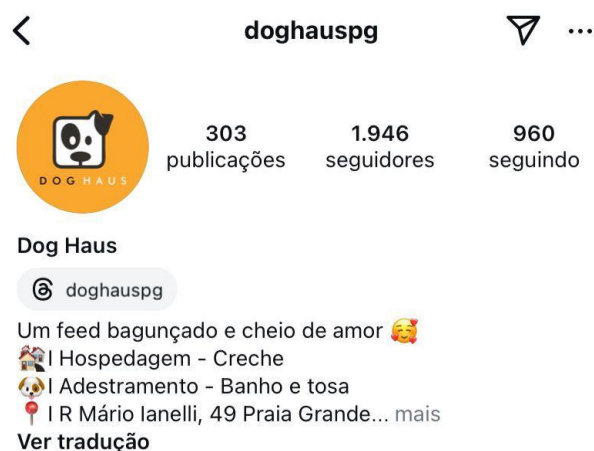 doghauspg
303
publicações
1.946
seguidores
960
seguindo
DOG HAUS
Dog Haus
doghauspg
Um feed bagunçado e cheio de amor 🥰
🏘️I Hospedagem - Creche
🐶I Adestramento - Banho e tosa
📍I R Mário Ianelli, 49 Praia Grande... mais
Ver tradução